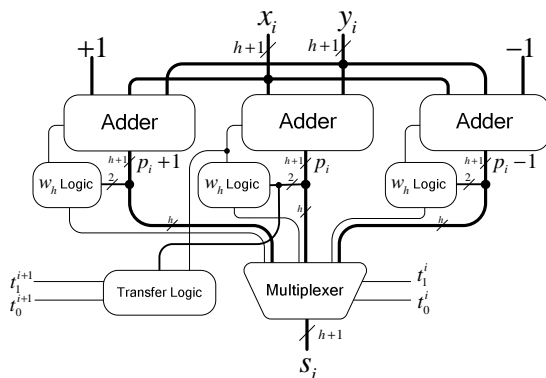 x_i y_i
+1 h+1 h+1 −1
Adder Adder Adder
h+1 p_i + 1 h+1 p_i h+1 p_i − 1
w_h Logic 2 w_h Logic 2 w_h Logic 2
h h h
t_1^{i+1} t_1^i
Transfer Logic Multiplexer
t_0^{i+1} t_0^i
h+1
s_i